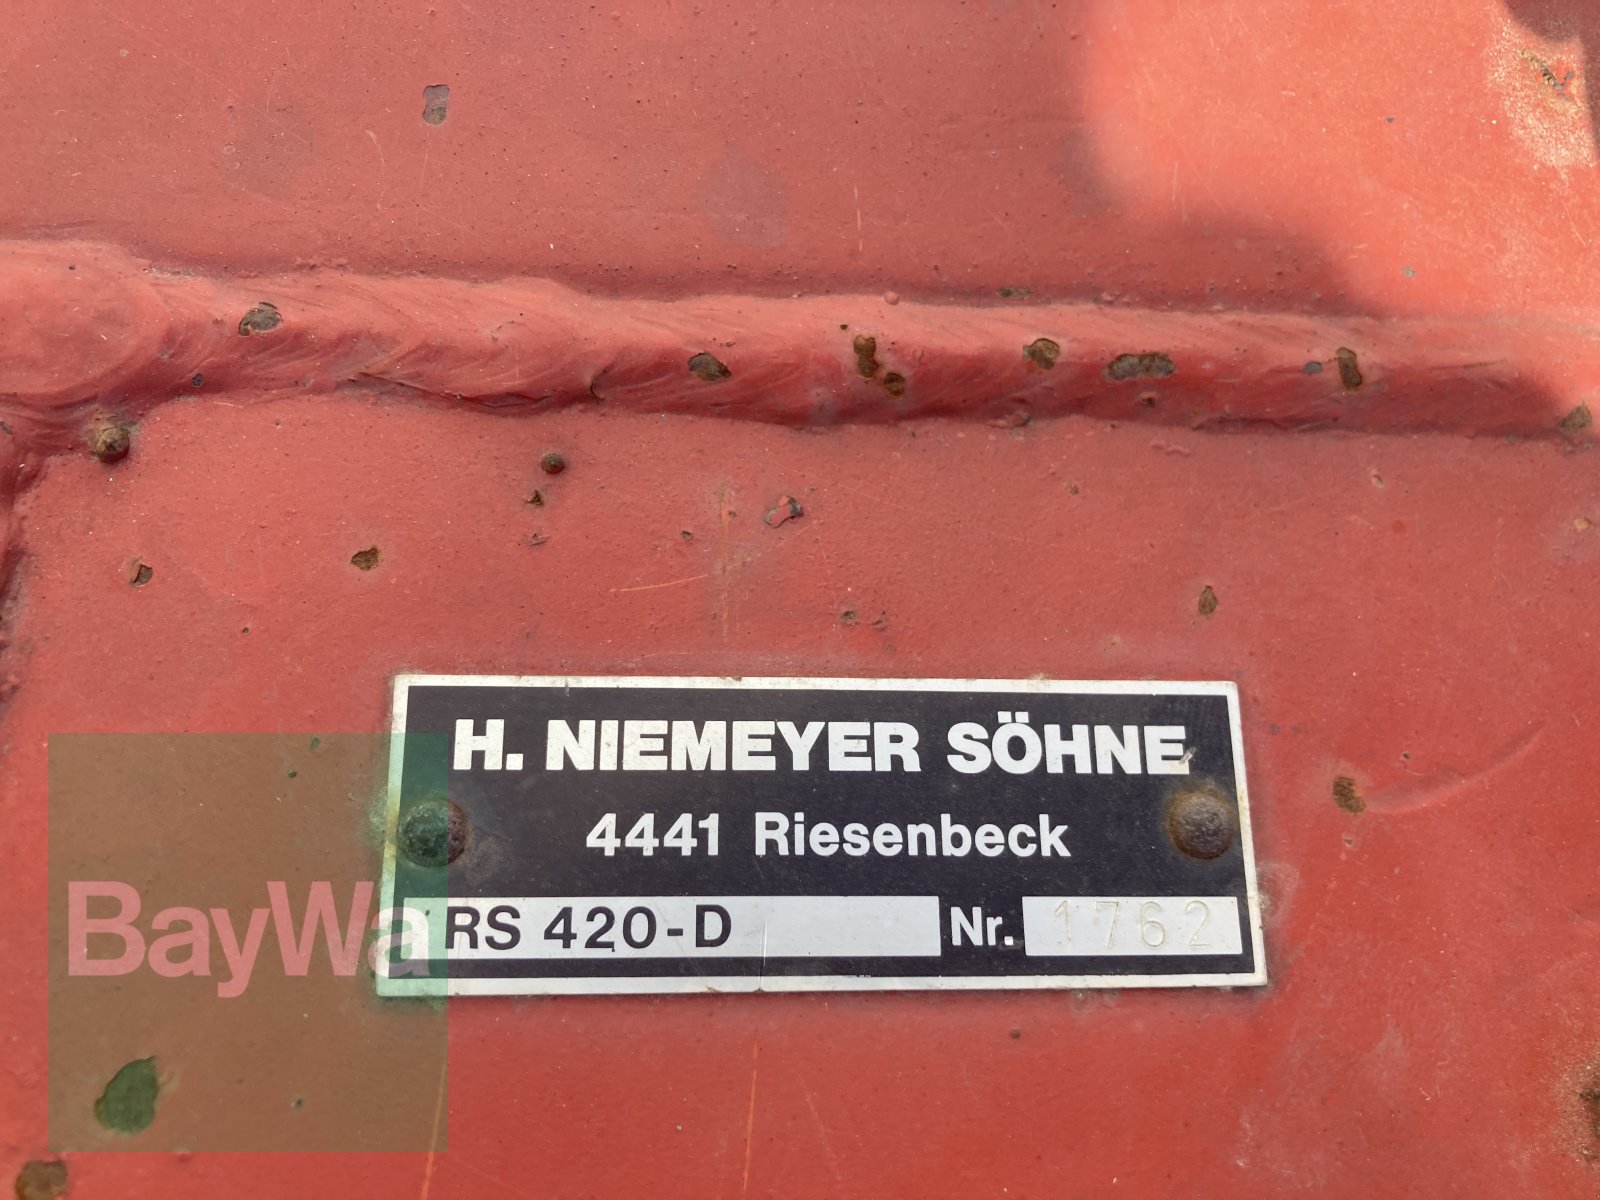 H. NIEMEYER SÖHNE
4441 Riesenbeck
RS 420-D Nr. 1762
BayWa